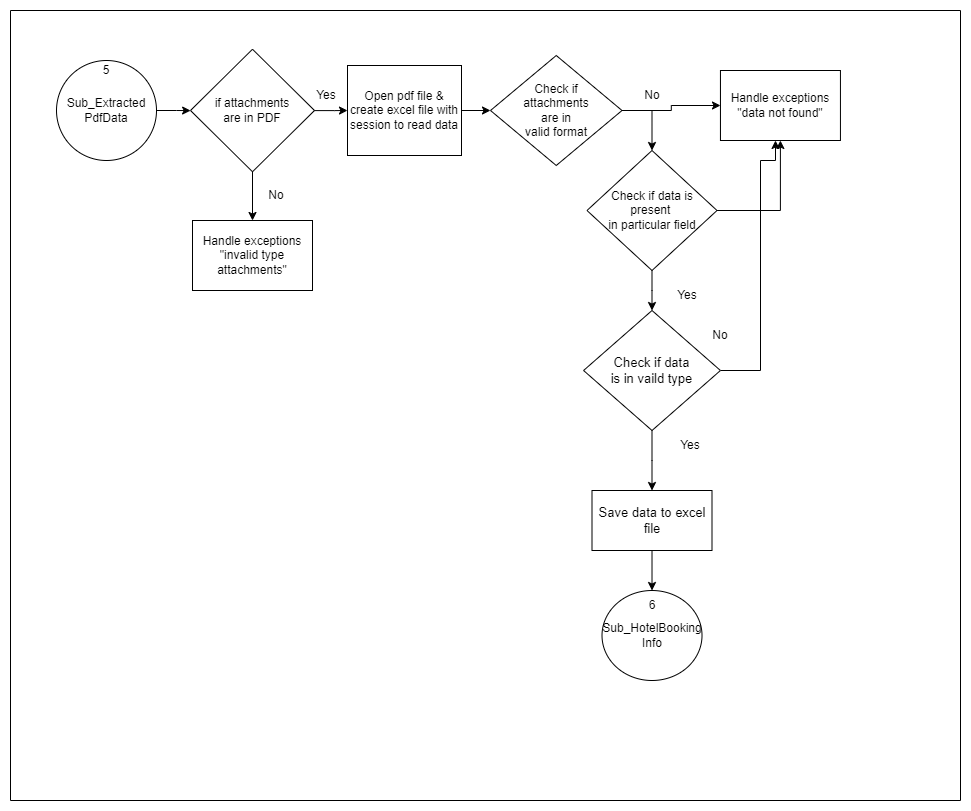 5
Sub_Extracted
PdfData
if attachments
are in PDF
Yes
Open pdf file &
create excel file with
session to read data
Check if
attachments
are in
valid format
No
Handle exceptions
"data not found"
No
Handle exceptions
"invalid type
attachments"
Check if data is
present
in particular field
Yes
No
Check if data
is in vaild type
Yes
Save data to excel
file
6
Sub_HotelBooking
Info